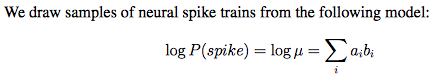 We draw samples of neural spike trains from the following model:
log P(spike) = log μ = ∑ aᵢbᵢ
i